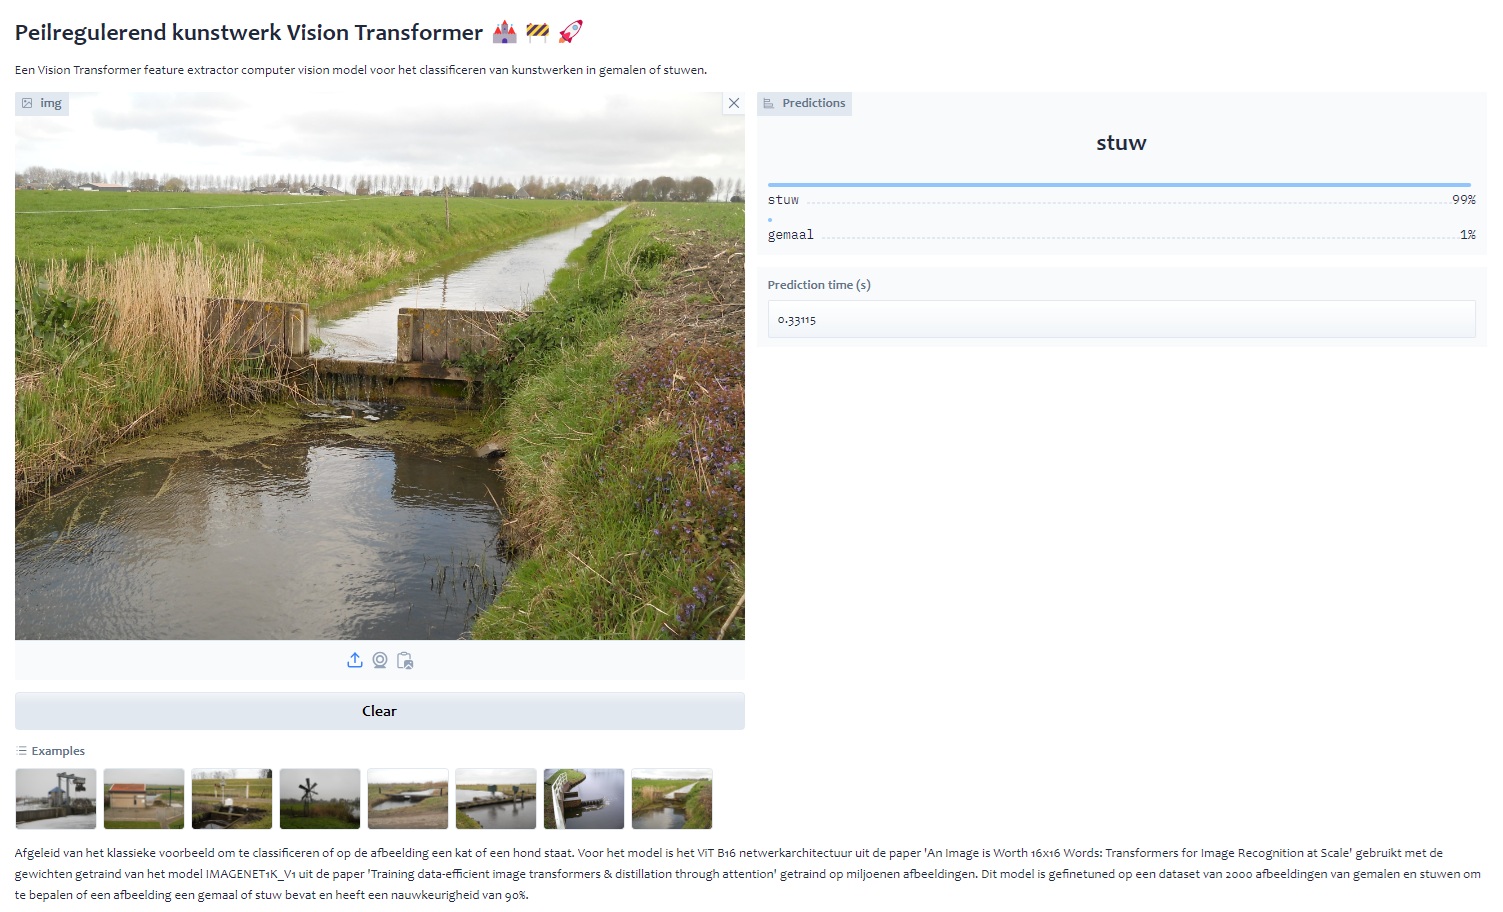 Peilregulerend kunstwerk Vision Transformer 🏰 🚧 🚀
Een Vision Transformer feature extractor computer vision model voor het classificeren van kunstwerken in gemalen of stuwen.
img
Predictions
stuw
stuw 99%
gemaal 1%
Prediction time (s)
0.33115
Clear
Examples
Afgeleid van het klassieke voorbeeld om te classificeren of op de afbeelding een kat of een hond staat. Voor het model is het ViT B16 netwerkarchitectuur uit de paper 'An Image is Worth 16x16 Words: Transformers for Image Recognition at Scale' gebruikt met de
gewichten getraind van het model IMAGENET1K_V1 uit de paper 'Training data-efficient image transformers & distillation through attention' getraind op miljoenen afbeeldingen. Dit model is gefinetuned op een dataset van 2000 afbeeldingen van gemalen en stuwen om
te bepalen of een afbeelding een gemaal of stuw bevat en heeft een nauwkeurigheid van 90%.